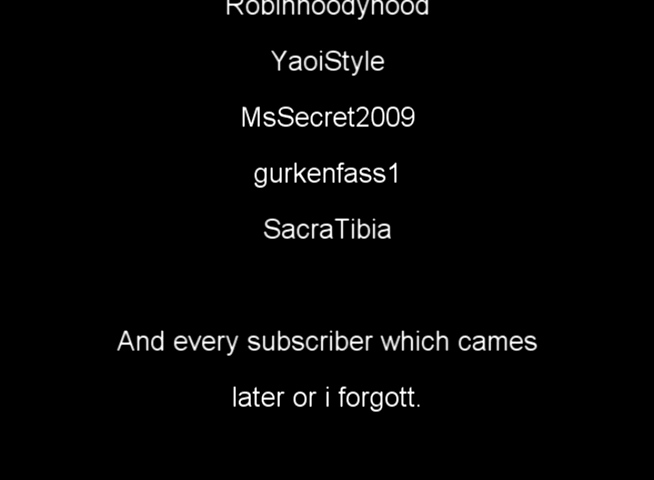 Robinhoodyhood
YaoiStyle
MsSecret2009
gurkenfass1
SacraTibia
And every subscriber which cames
later or i forgott.